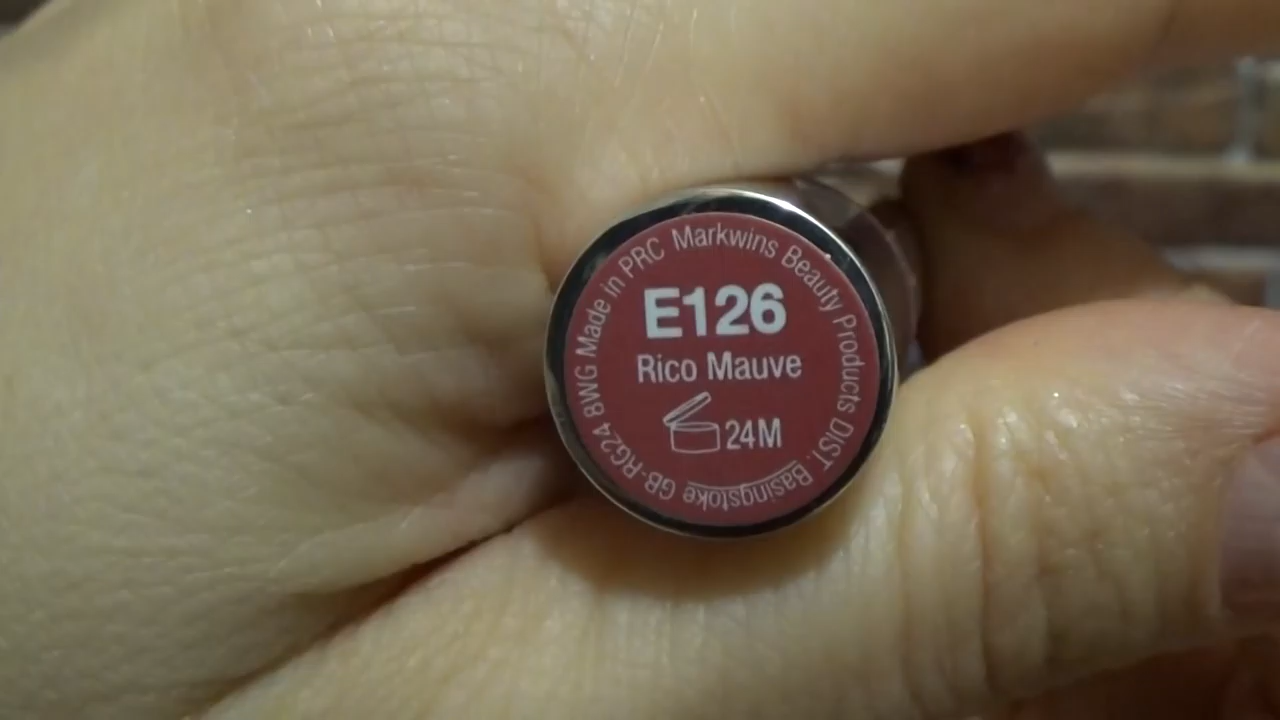 E126
Rico Mauve
24M
Markwins Beauty Products DIST. Basingstoke GB-RG24 8WG Made in PRC